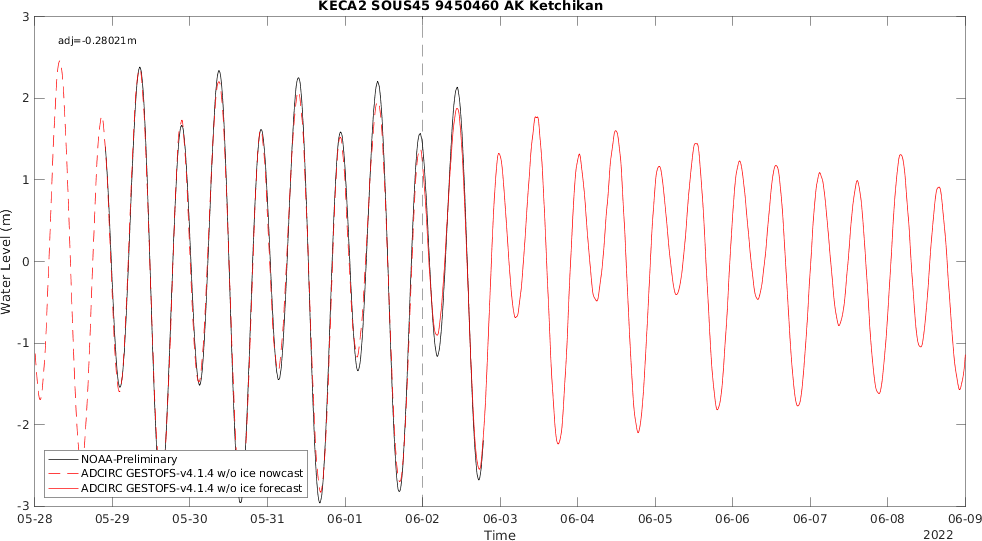 KECA2 SOUS45 9450460 AK Ketchikan
adj=-0.28021m
3
2
1
0
-1
-2
-3
Water Level (m)
NOAA-Preliminary
ADCIRC GESTOFS-v4.1.4 w/o ice nowcast
ADCIRC GESTOFS-v4.1.4 w/o ice forecast
05-28 05-29 05-30 05-31 06-01 06-02 06-03 06-04 06-05 06-06 06-07 06-08 06-09
Time
2022